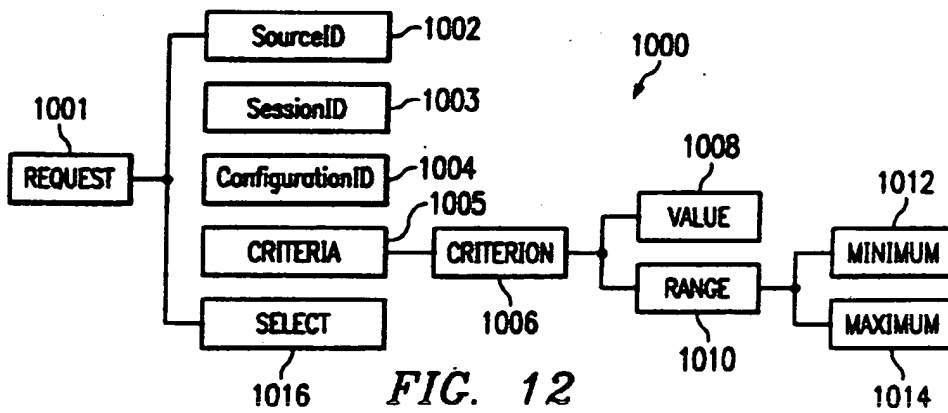 SourceID
1002
1000
SessionID
1003
1001
REQUEST
ConfigurationID
1004
1008
VALUE
1012
MINIMUM
1005
CRITERIA
CRITERION
1006
RANGE
1010
MAXIMUM
1014
SELECT
1016
FIG. 12